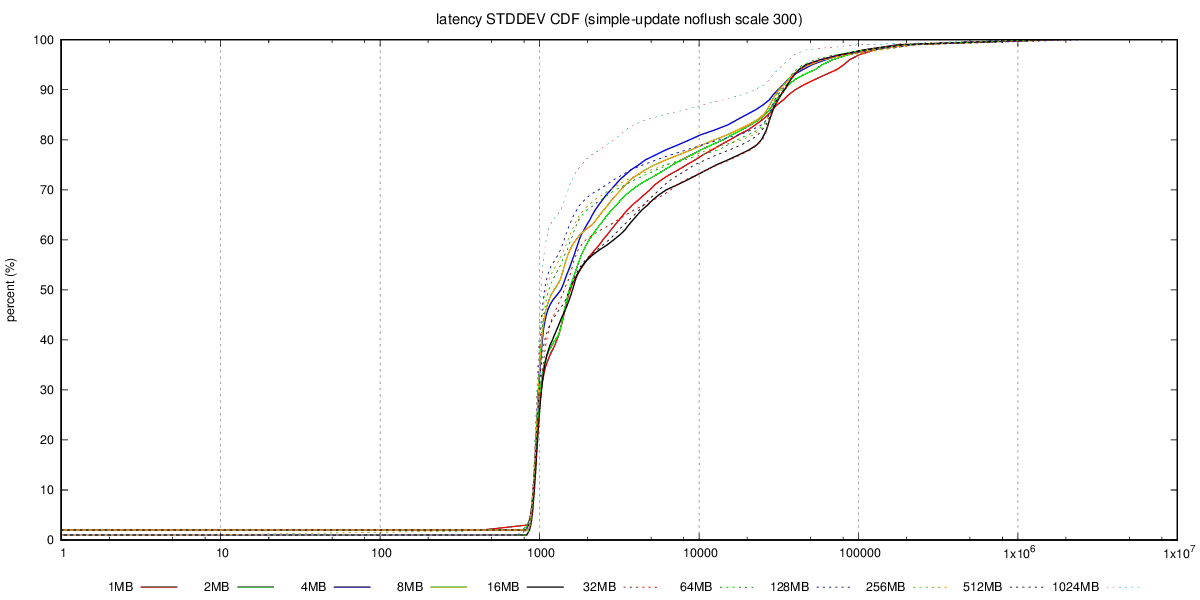 latency STDDEV CDF (simple-update noflush scale 300)
100
90
80
70
60
50
40
30
20
10
0
percent (%)
1 10 100 1000 10000 100000 1x10^6 1x10^7
1MB 2MB 4MB 8MB 16MB 32MB 64MB 128MB 256MB 512MB 1024MB